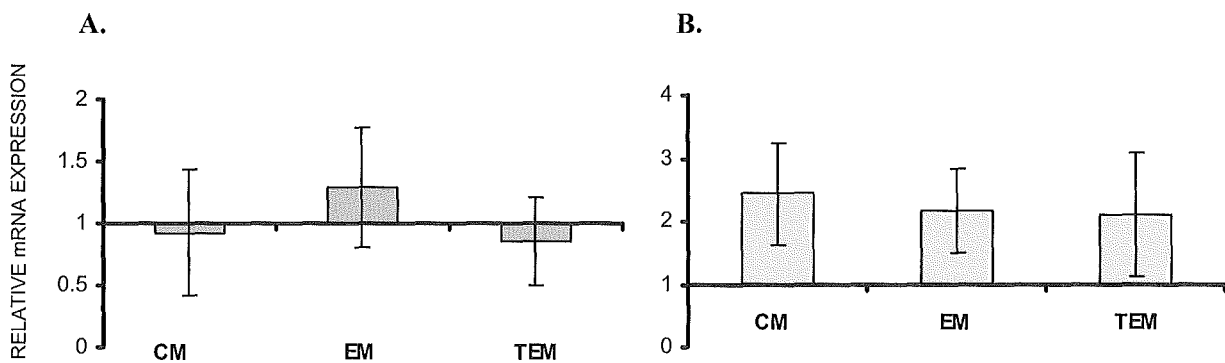 A.
B.
RELATIVE mRNA EXPRESSION
2
1.5
1
0.5
0
CM EM TEM
4
3
2
1
0
CM EM TEM